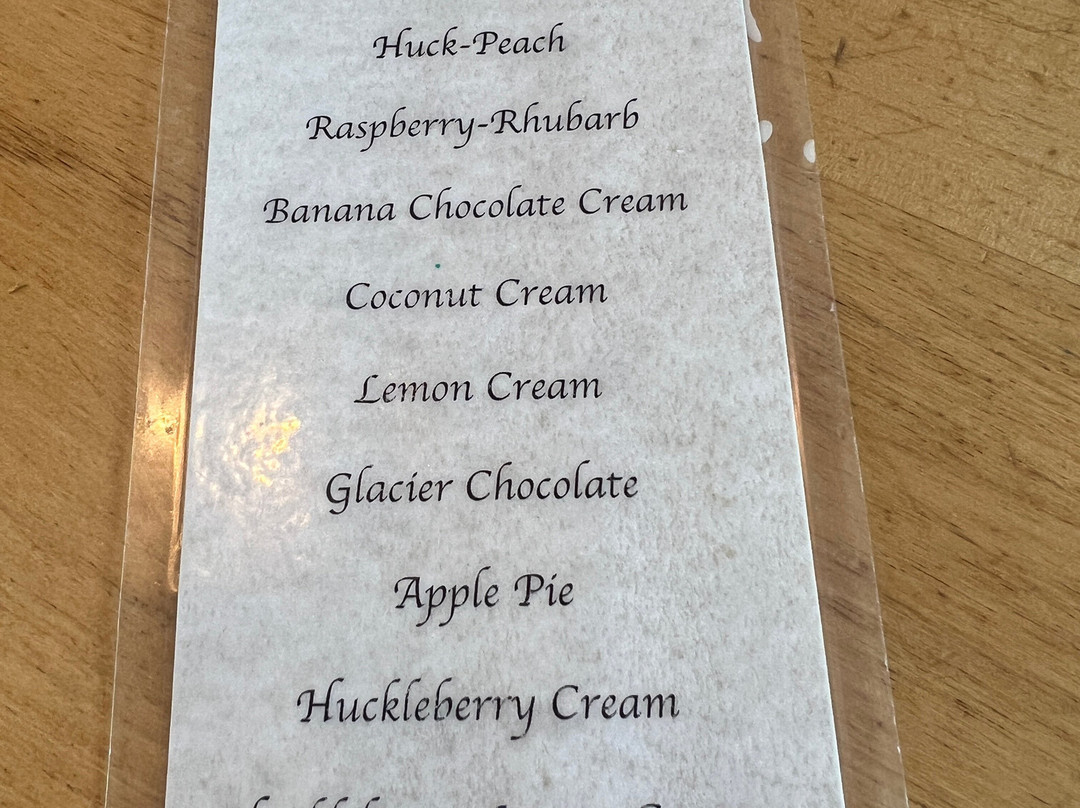 Huck-Peach
Raspberry-Rhubarb
Banana Chocolate Cream
Coconut Cream
Lemon Cream
Glacier Chocolate
Apple Pie
Huckleberry Cream